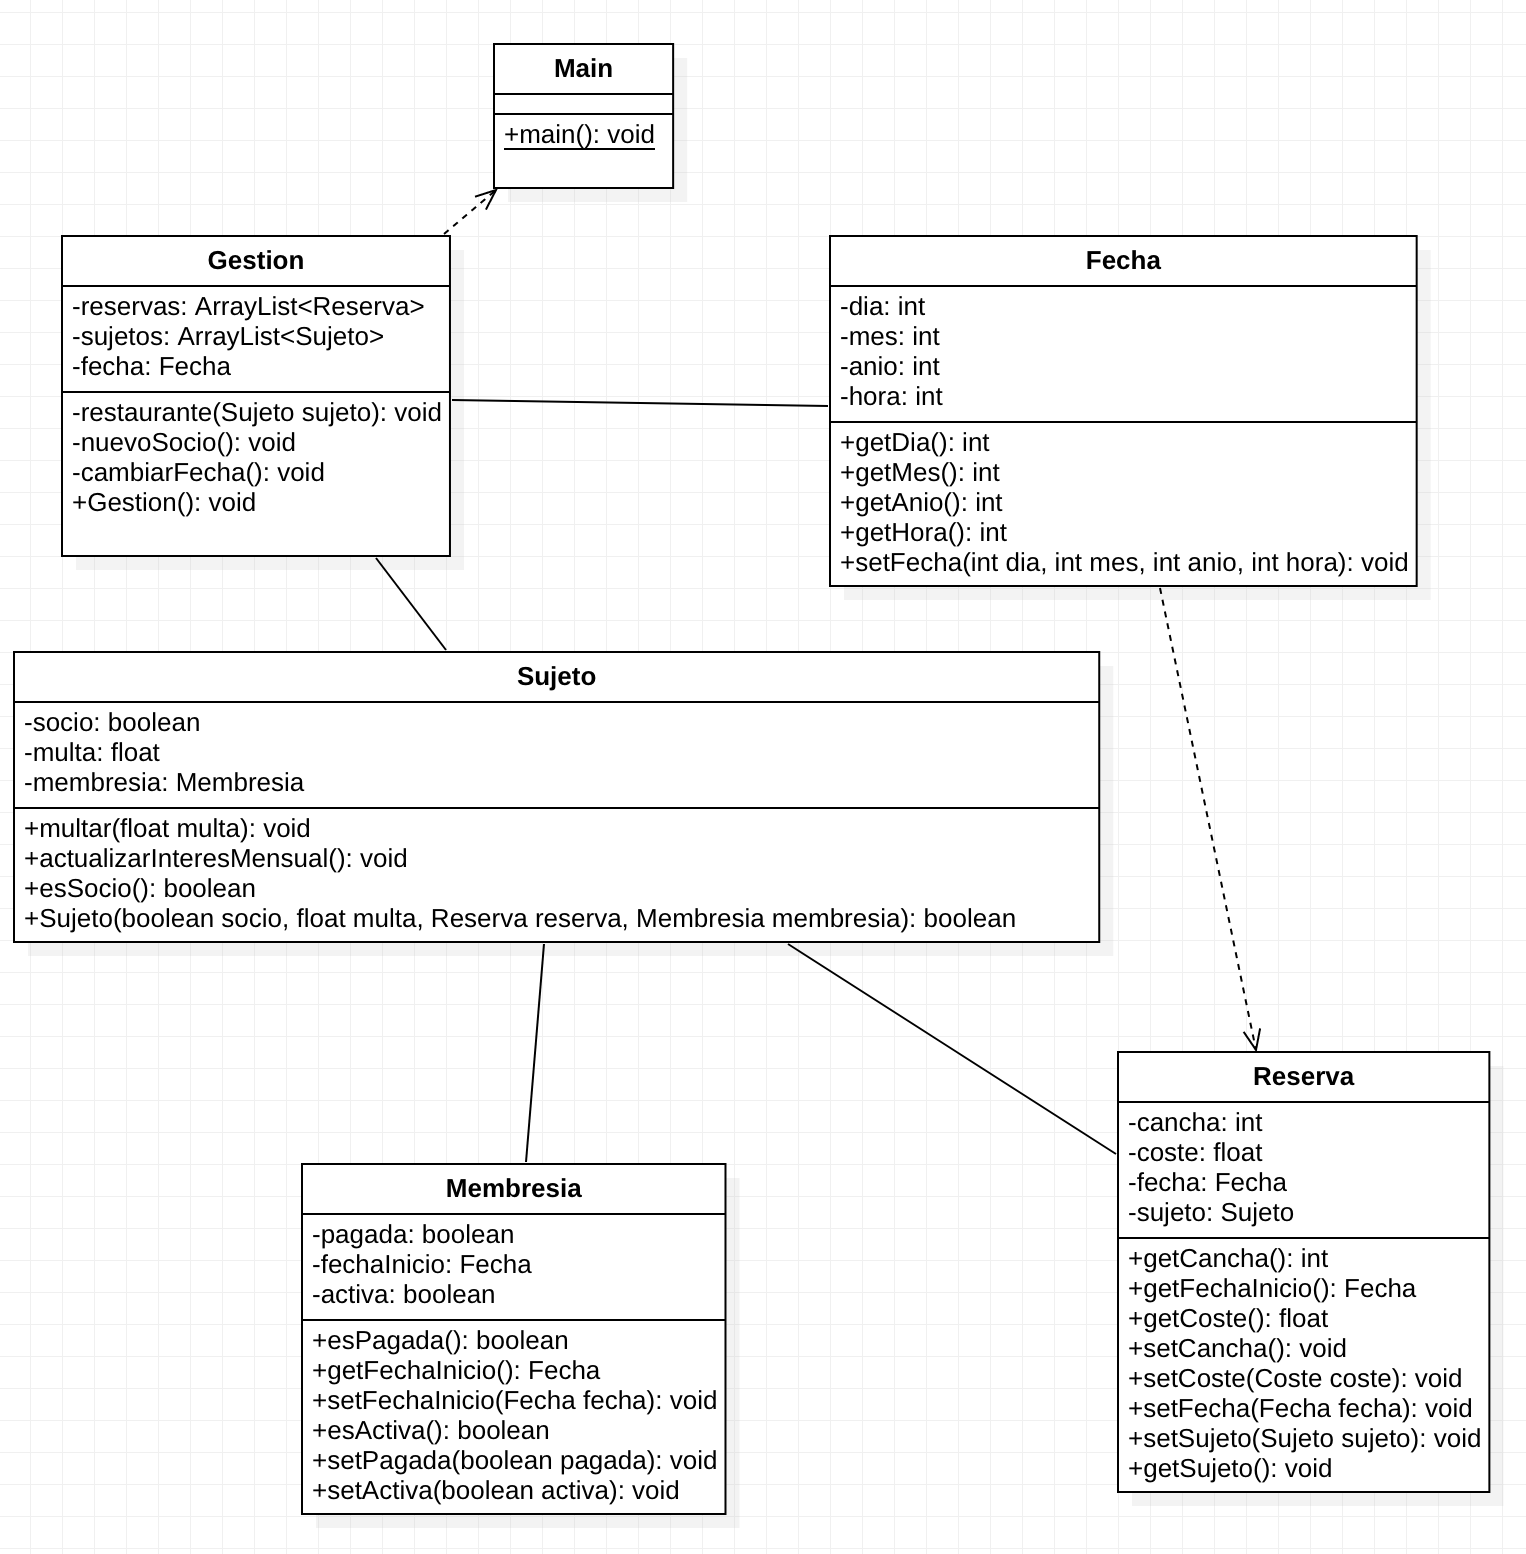 Main
+main(): void
Gestion
-reservas: ArrayList<Reserva>
-sujetos: ArrayList<Sujeto>
-fecha: Fecha
-restaurante(Sujeto sujeto): void
-nuevoSocio(): void
-cambiarFecha(): void
+Gestion(): void
Fecha
-dia: int
-mes: int
-anio: int
-hora: int
+getDia(): int
+getMes(): int
+getAnio(): int
+getHora(): int
+setFecha(int dia, int mes, int anio, int hora): void
Sujeto
-socio: boolean
-multa: float
-membresia: Membresia
+multar(float multa): void
+actualizarInteresMensual(): void
+esSocio(): boolean
+Sujeto(boolean socio, float multa, Reserva reserva, Membresia membresia): boolean
Membresia
-pagada: boolean
-fechaInicio: Fecha
-activa: boolean
+esPagada(): boolean
+getFechaInicio(): Fecha
+setFechaInicio(Fecha fecha): void
+esActiva(): boolean
+setPagada(boolean pagada): void
+setActiva(boolean activa): void
Reserva
-cancha: int
-coste: float
-fecha: Fecha
-sujeto: Sujeto
+getCancha(): int
+getFechaInicio(): Fecha
+getCoste(): float
+setCancha(): void
+setCoste(Coste coste): void
+setFecha(Fecha fecha): void
+setSujeto(Sujeto sujeto): void
+getSujeto(): void